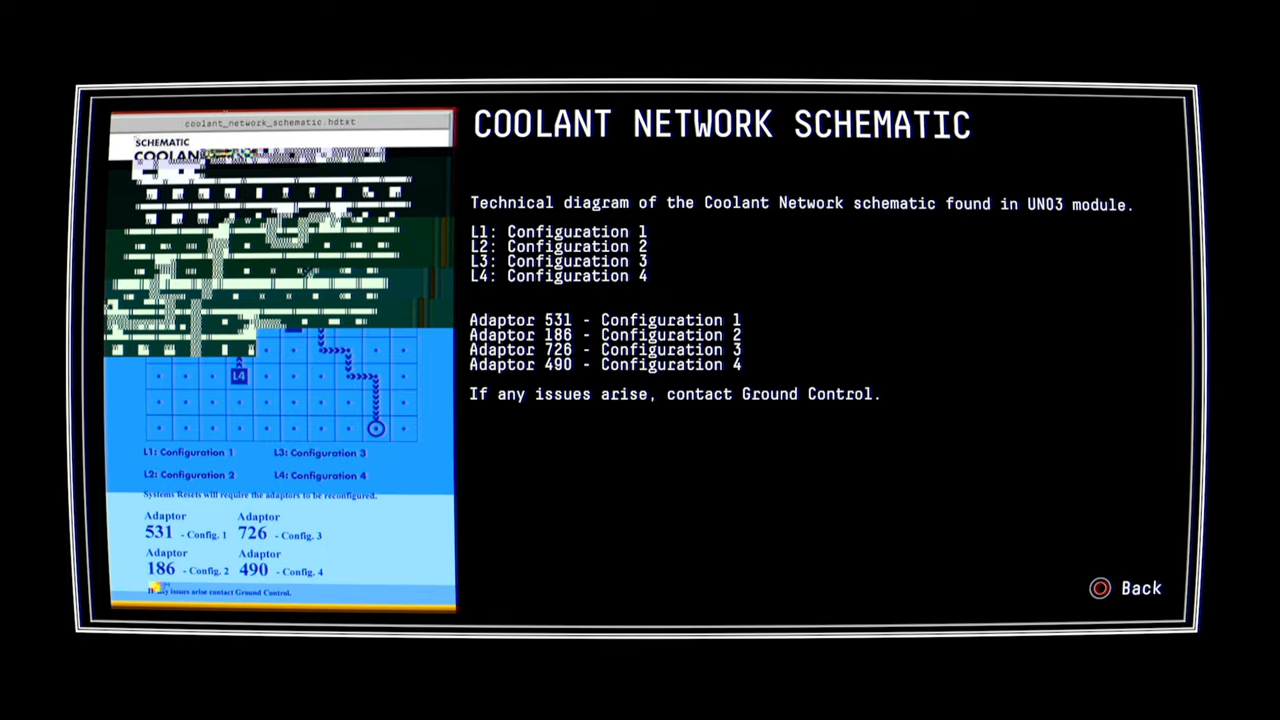 coolant_network_schematic.hdtxt
SCHEMATIC
COOLAN
L4
L1: Configuration 1 L3: Configuration 3
L2: Configuration 2 L4: Configuration 4
Systems Resets will require the adaptors to be reconfigured.
Adaptor Adaptor
531 - Config. 1 726 - Config. 3
Adaptor Adaptor
186 - Config. 2 490 - Config. 4
any issues arise contact Ground Control.
COOLANT NETWORK SCHEMATIC
Technical diagram of the Coolant Network schematic found in UNO3 module.
L1: Configuration 1
L2: Configuration 2
L3: Configuration 3
L4: Configuration 4
Adaptor 531 - Configuration 1
Adaptor 186 - Configuration 2
Adaptor 726 - Configuration 3
Adaptor 490 - Configuration 4
If any issues arise, contact Ground Control.
Back